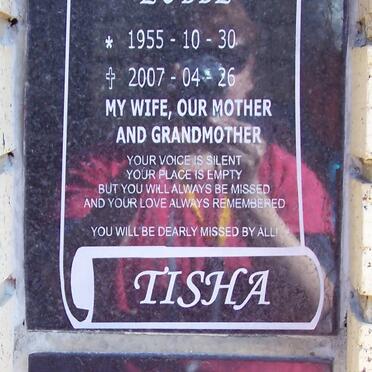 * 1955 - 10 - 30
✝ 2007 - 04 - 26
MY WIFE, OUR MOTHER
AND GRANDMOTHER
YOUR VOICE IS SILENT
YOUR PLACE IS EMPTY
BUT YOU WILL ALWAYS BE MISSED
AND YOUR LOVE ALWAYS REMEMBERED
YOU WILL BE DEARLY MISSED BY ALL!
TISHA